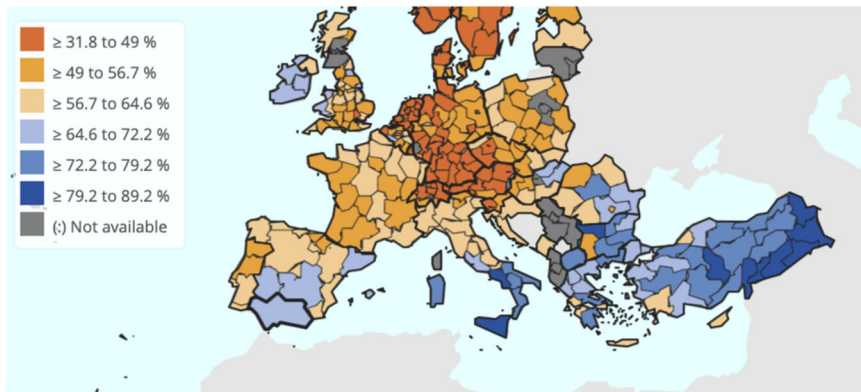 ≥ 31.8 to 49 %
≥ 49 to 56.7 %
≥ 56.7 to 64.6 %
≥ 64.6 to 72.2 %
≥ 72.2 to 79.2 %
≥ 79.2 to 89.2 %
(:) Not available